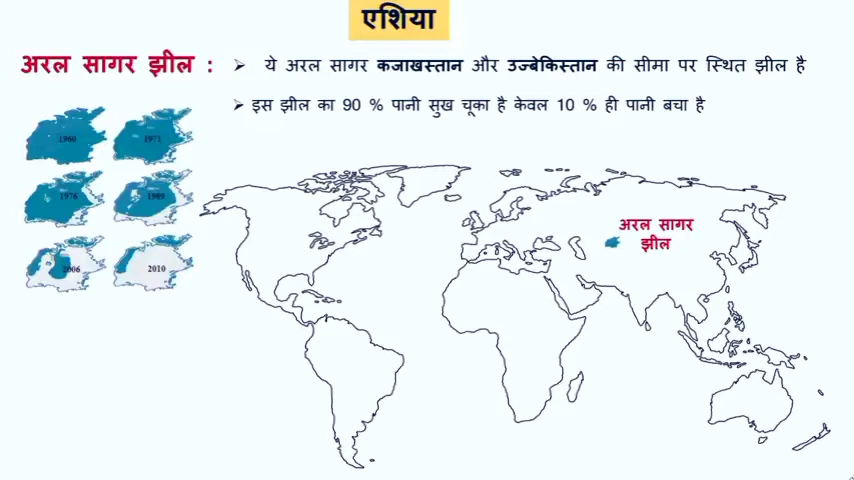 एशिया
अरल सागर झील :
➢ ये अरल सागर कजाखस्तान और उज्बेकिस्तान की सीमा पर स्थित झील है
➢ इस झील का 90 % पानी सुख चूका है केवल 10 % ही पानी बचा है
1960
1971
1976
1989
2006
2010
अरल सागर
झील